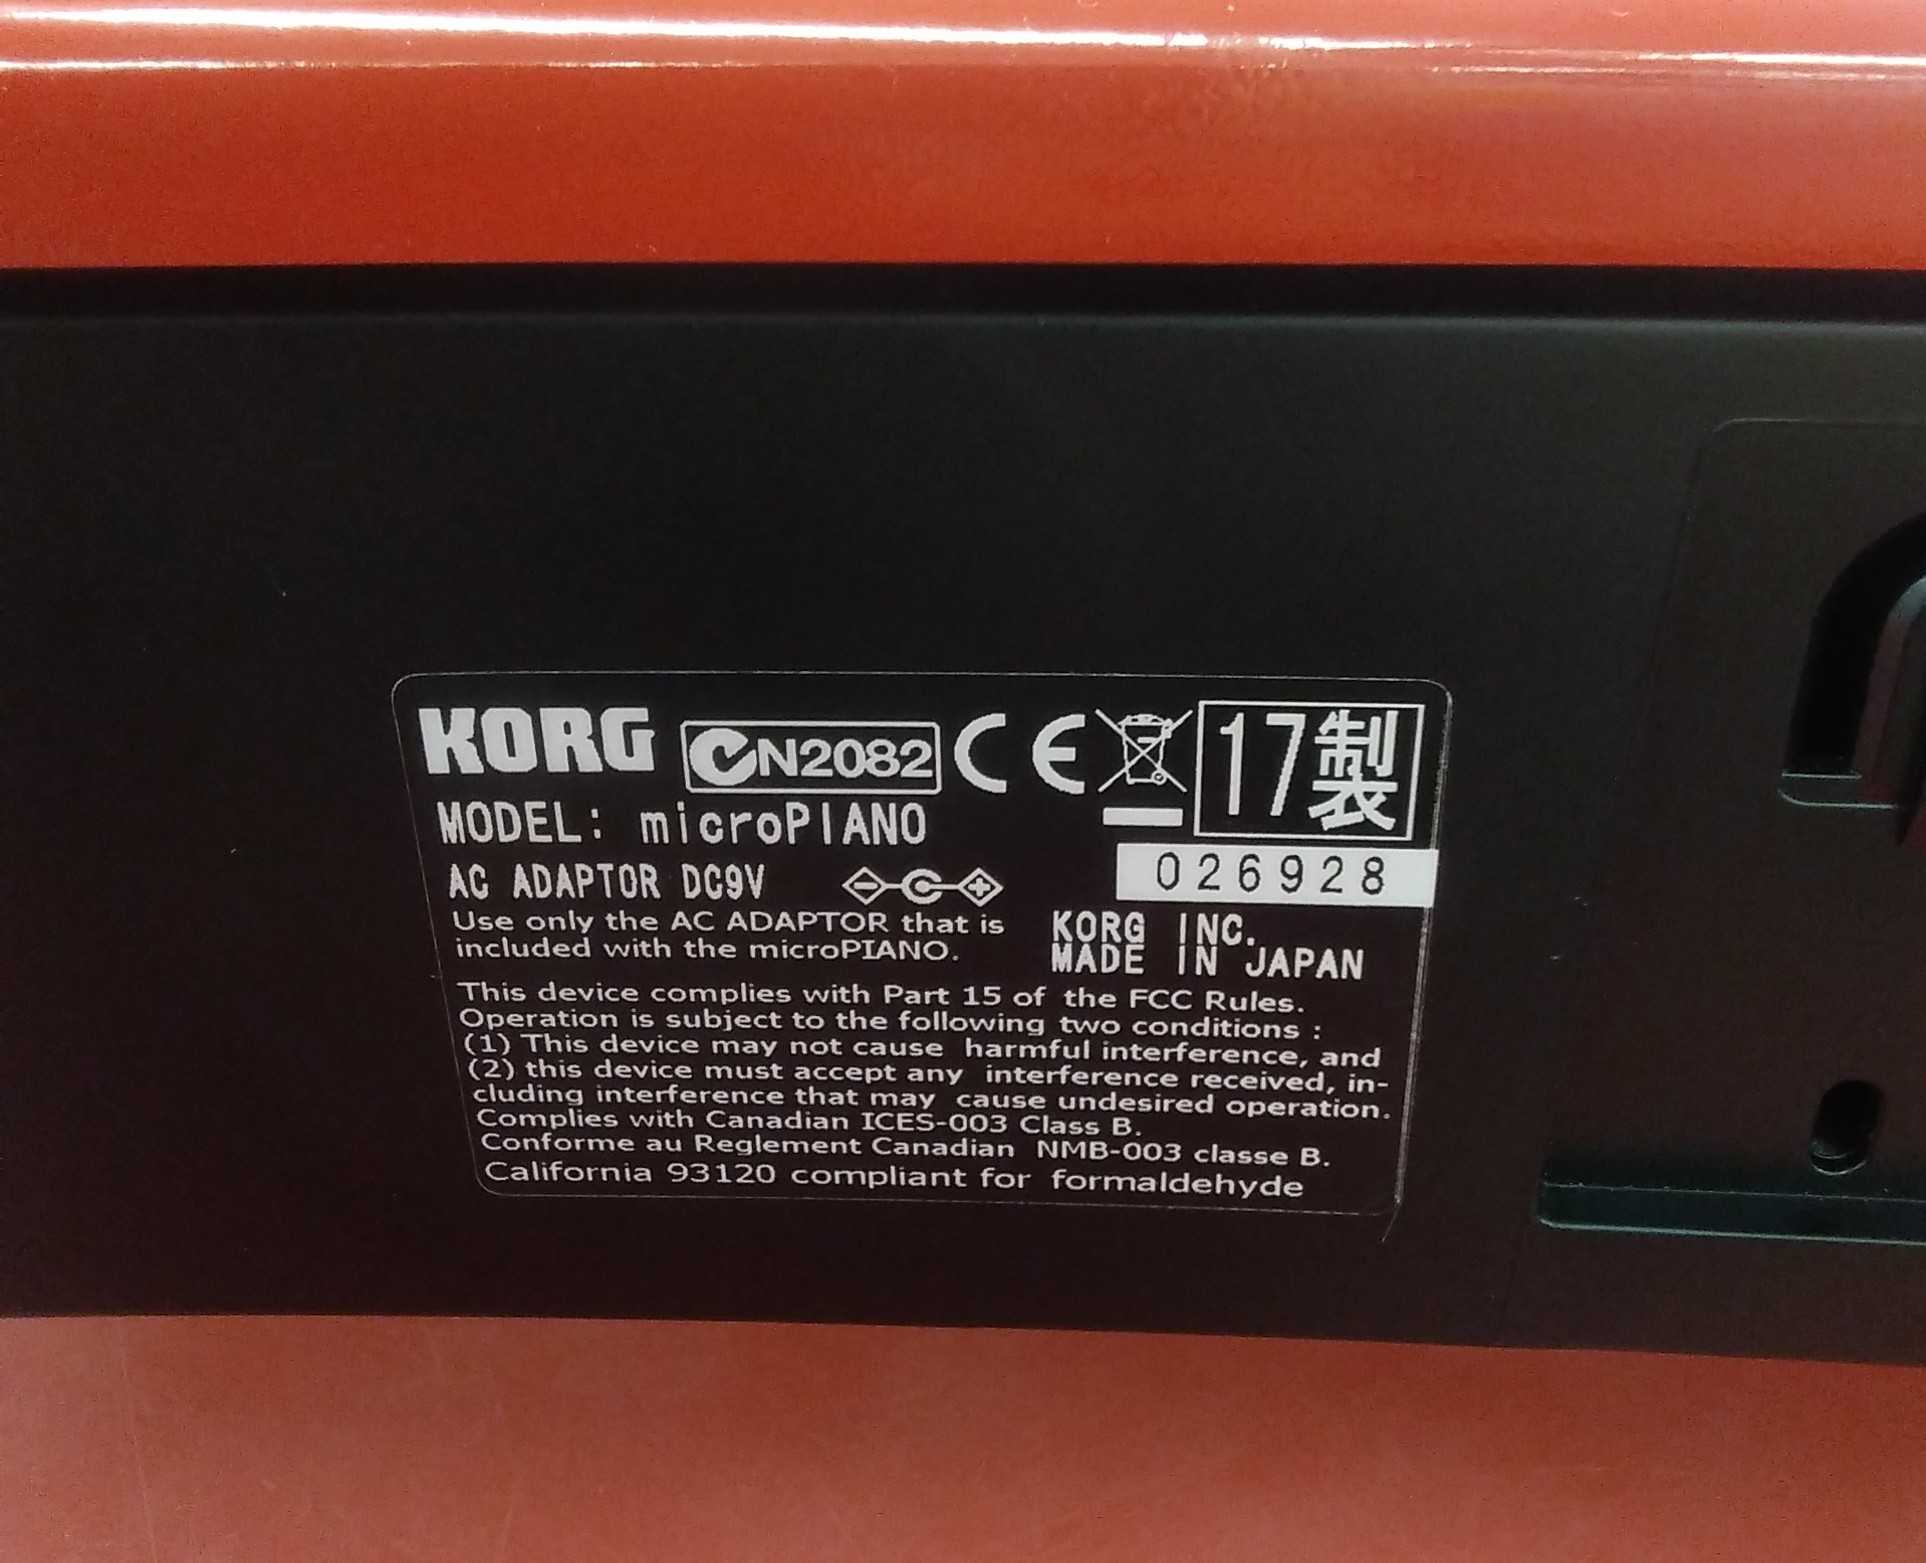 KORG N2082 CE 17製
MODEL: microPIANO
026928
AC ADAPTOR DC9V
Use only the AC ADAPTOR that is
included with the microPIANO.
KORG INC.
MADE IN JAPAN
This device complies with Part 15 of the FCC Rules.
Operation is subject to the following two conditions :
(1) This device may not cause harmful interference, and
(2) this device must accept any interference received, in-
cluding interference that may cause undesired operation.
Complies with Canadian ICES-003 Class B.
Conforme au Reglement Canadian NMB-003 classe B.
California 93120 compliant for formaldehyde